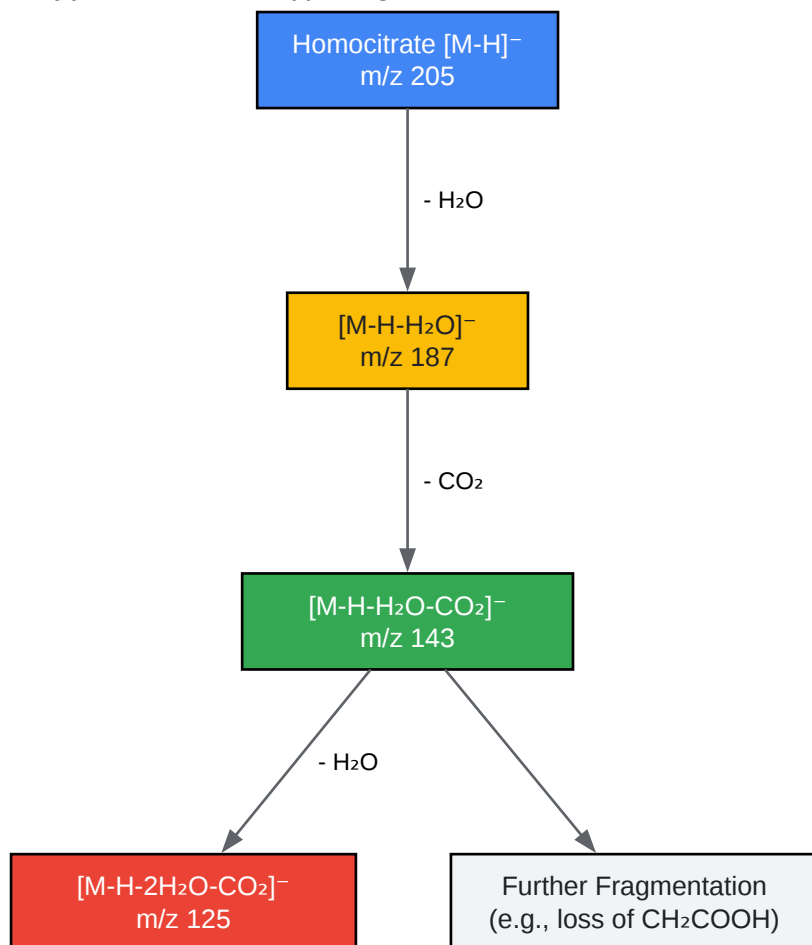 Homocitrate [M-H]⁻
m/z 205
- H₂O
[M-H-H₂O]⁻
m/z 187
- CO₂
[M-H-H₂O-CO₂]⁻
m/z 143
- H₂O
[M-H-2H₂O-CO₂]⁻
m/z 125
Further Fragmentation
(e.g., loss of CH₂COOH)